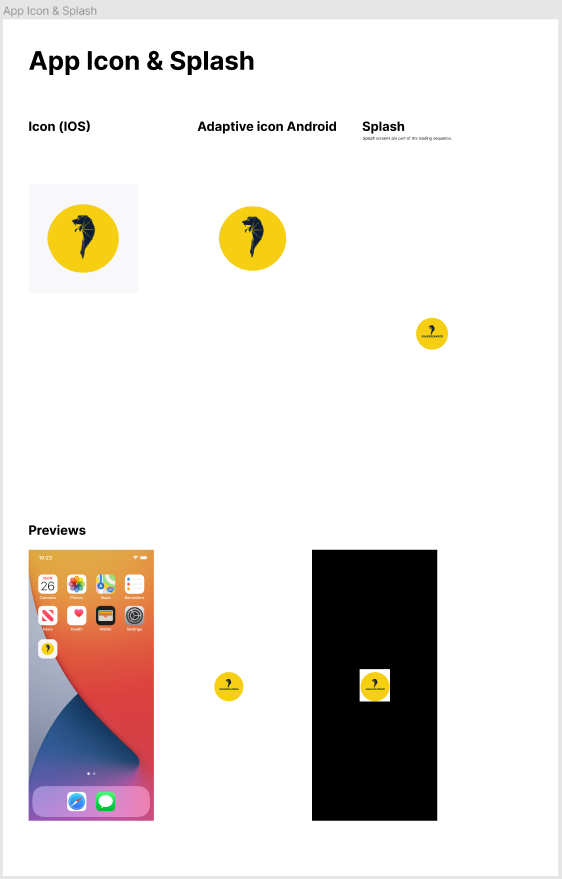 App Icon & Splash
App Icon & Splash
Icon (IOS)
Adaptive icon Android
Splash
Splash screens are part of the loading sequence.
Previews
10:23
MON
26
Calendar
Photos
Maps
Reminders
News
Health
Wallet
Settings